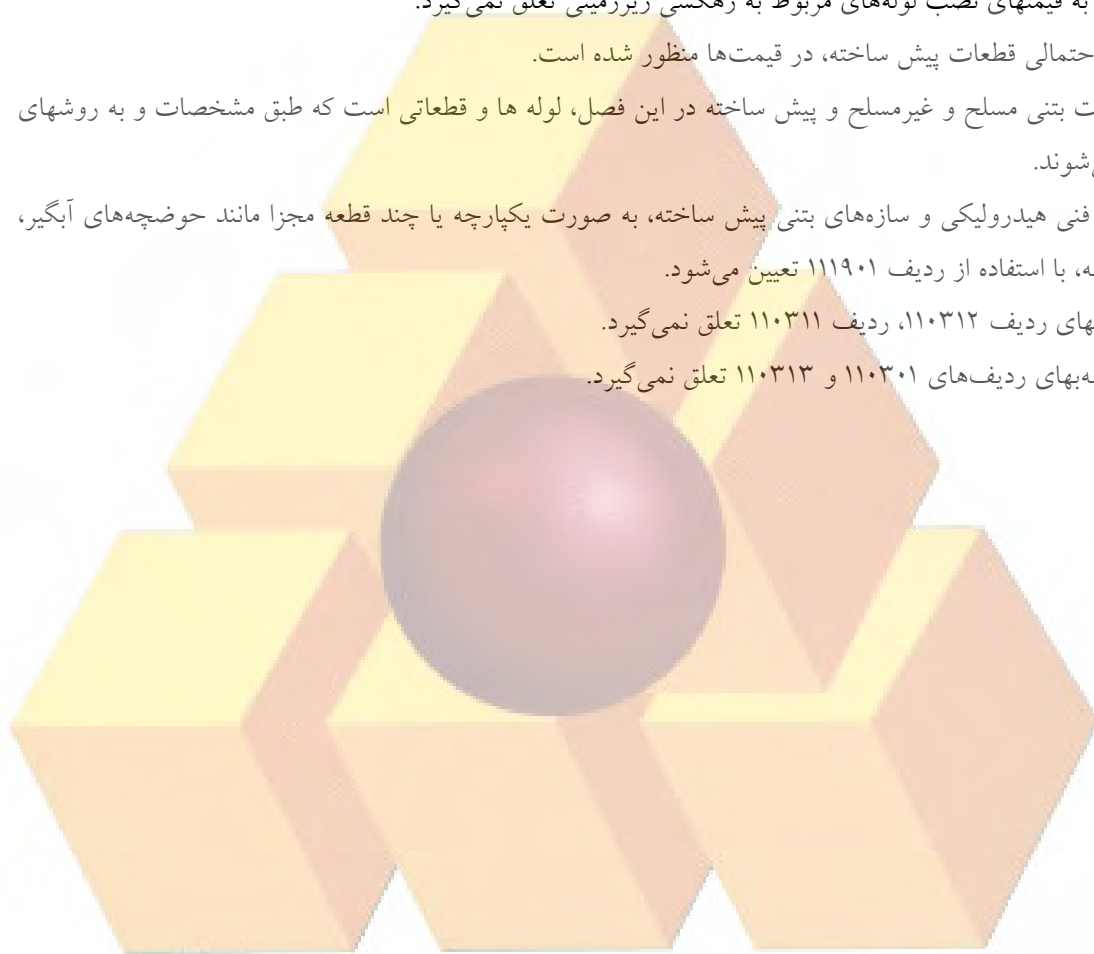 به قیمتهای نصب لوله‌های مربوط به زهکشی زیرزمینی تعلق نمی‌گیرد.
حتمالی قطعات پیش ساخته، در قیمت‌ها منظور شده است.
ت بتنی مسلح و غیرمسلح و پیش ساخته در این فصل، لوله ها و قطعاتی است که طبق مشخصات و به روشهای
شوند.
فنی هیدرولیکی و سازه‌های بتنی پیش ساخته، به صورت یکپارچه یا چند قطعه مجزا مانند حوضچه‌های آبگیر،
ه، با استفاده از ردیف ۱۱۱۹۰۱ تعیین می‌شود.
بهای ردیف ۱۱۰۳۱۲، ردیف ۱۱۰۳۱۱ تعلق نمی‌گیرد.
ه‌بهای ردیف‌های ۱۱۰۳۰۱ و ۱۱۰۳۱۳ تعلق نمی‌گیرد.